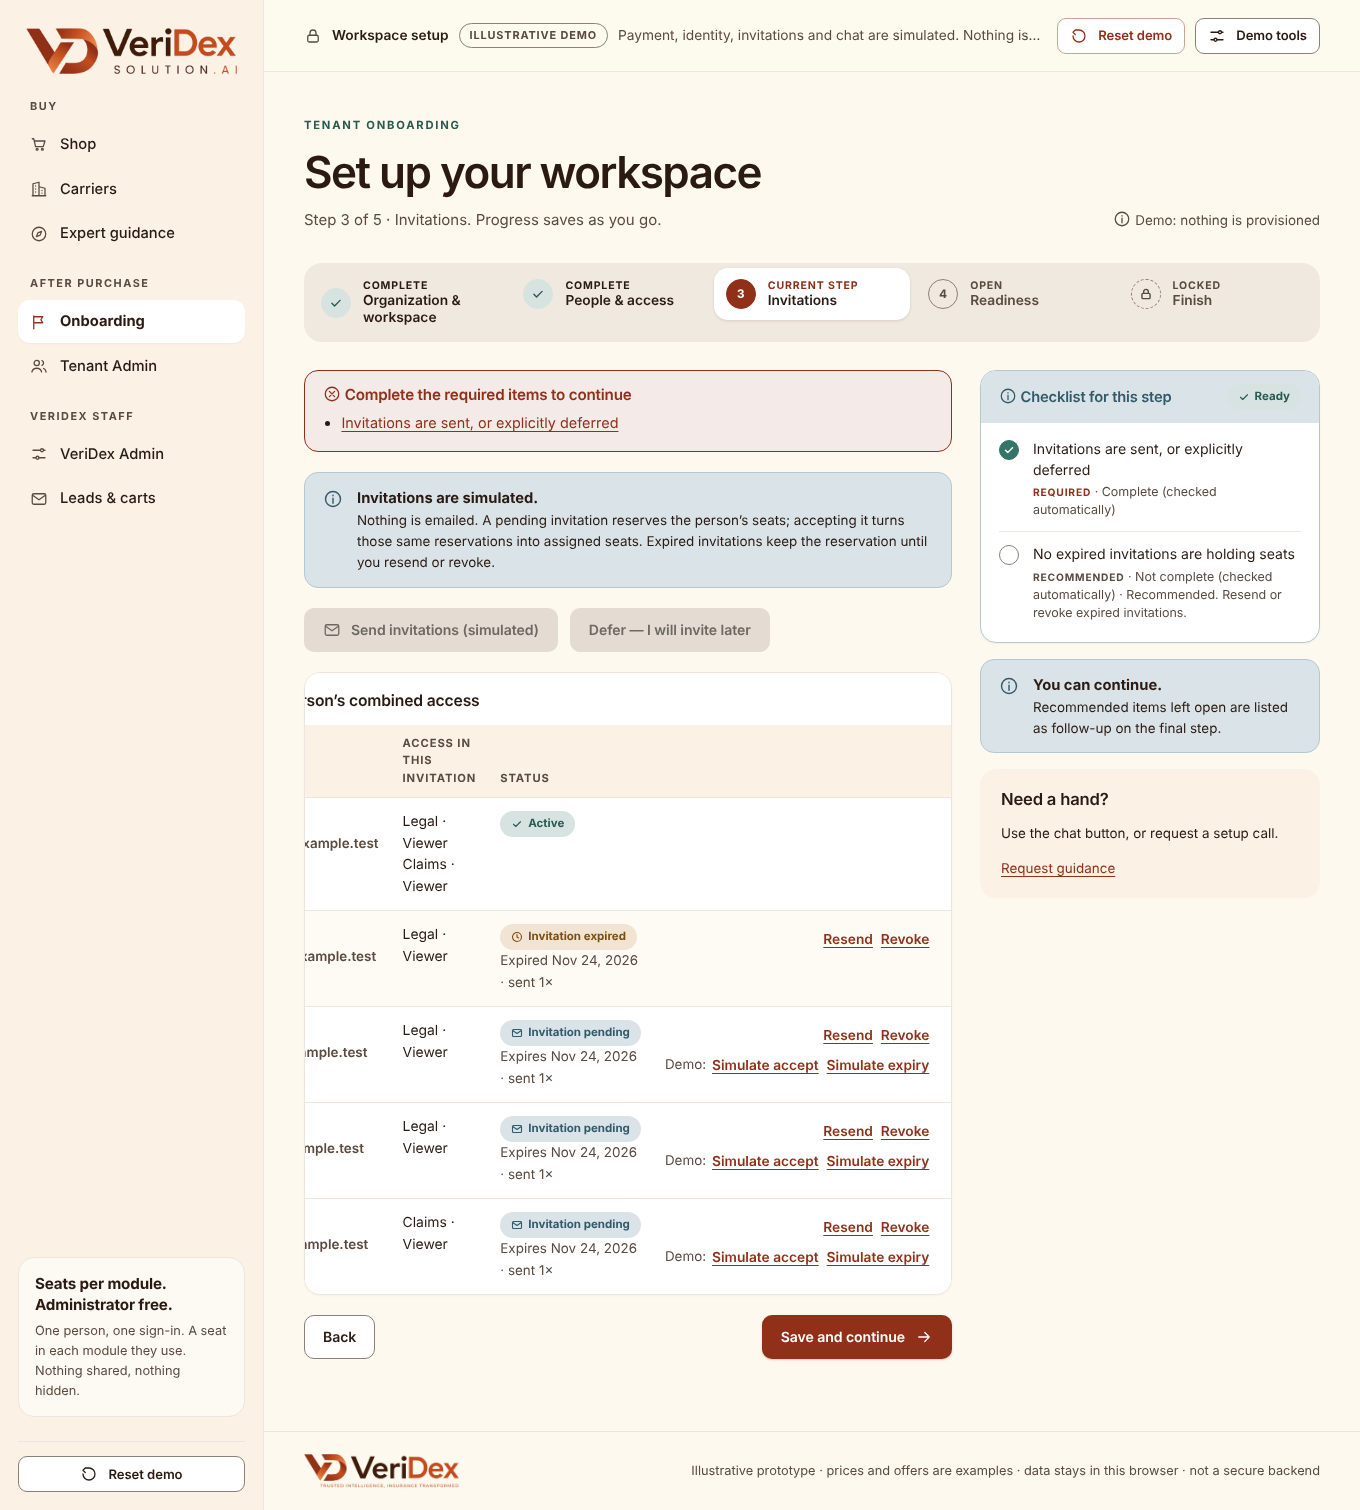 VeriDex
SOLUTION.AI
BUY
Shop
Carriers
Expert guidance
AFTER PURCHASE
Onboarding
Tenant Admin
VERIDEX STAFF
VeriDex Admin
Leads & carts
Seats per module.
Administrator free.
One person, one sign-in. A seat
in each module they use.
Nothing shared, nothing
hidden.
Reset demo
Workspace setup ILLUSTRATIVE DEMO Payment, identity, invitations and chat are simulated. Nothing is... Reset demo Demo tools
TENANT ONBOARDING
Set up your workspace
Step 3 of 5 · Invitations. Progress saves as you go.
Demo: nothing is provisioned
COMPLETE
Organization &
workspace
COMPLETE
People & access
3 CURRENT STEP
Invitations
4 OPEN
Readiness
LOCKED
Finish
Complete the required items to continue
• Invitations are sent, or explicitly deferred
Invitations are simulated.
Nothing is emailed. A pending invitation reserves the person’s seats; accepting it turns
those same reservations into assigned seats. Expired invitations keep the reservation until
you resend or revoke.
Send invitations (simulated) Defer — I will invite later
rson’s combined access
ACCESS IN
THIS
INVITATION
STATUS
xample.test
Legal ·
Viewer
Claims ·
Viewer
Active
xample.test
Legal ·
Viewer
Invitation expired
Expired Nov 24, 2026
· sent 1×
Resend Revoke
mple.test
Legal ·
Viewer
Invitation pending
Expires Nov 24, 2026
· sent 1×
Resend Revoke
Demo: Simulate accept Simulate expiry
mple.test
Legal ·
Viewer
Invitation pending
Expires Nov 24, 2026
· sent 1×
Resend Revoke
Demo: Simulate accept Simulate expiry
mple.test
Claims ·
Viewer
Invitation pending
Expires Nov 24, 2026
· sent 1×
Resend Revoke
Demo: Simulate accept Simulate expiry
Back
Save and continue
Checklist for this step Ready
Invitations are sent, or explicitly
deferred
REQUIRED · Complete (checked
automatically)
No expired invitations are holding seats
RECOMMENDED · Not complete (checked
automatically) · Recommended. Resend or
revoke expired invitations.
You can continue.
Recommended items left open are listed
as follow-up on the final step.
Need a hand?
Use the chat button, or request a setup call.
Request guidance
VeriDex
TRUSTED INTELLIGENCE, INSURANCE TRANSFORMED
Illustrative prototype · prices and offers are examples · data stays in this browser · not a secure backend